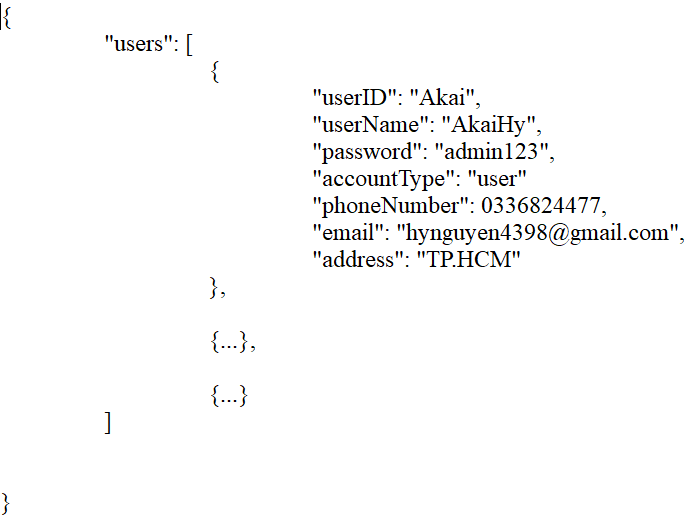 {
"users": [
{
"userID": "Akai",
"userName": "AkaiHy",
"password": "admin123",
"accountType": "user"
"phoneNumber": 0336824477,
"email": "hynguyen4398@gmail.com",
"address": "TP.HCM"
},
{...},
{...}
]
}